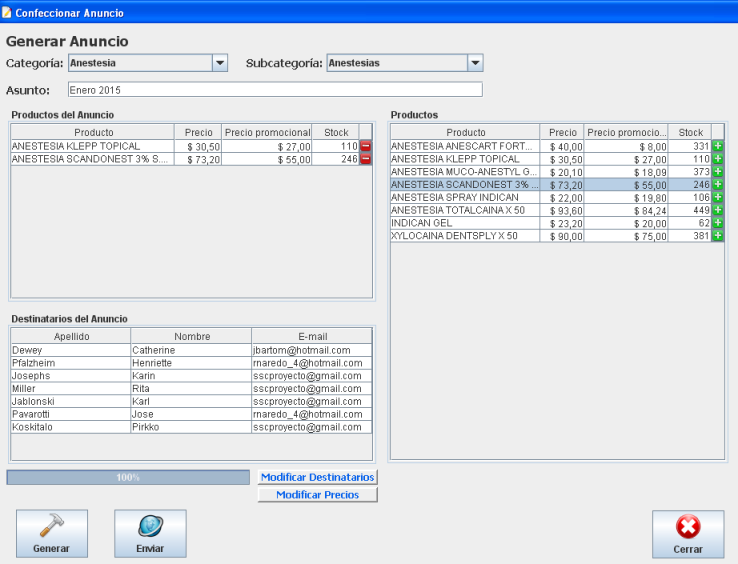 Confeccionar Anuncio
Generar Anuncio
Categoría: Anestesia Subcategoría: Anestesias
Asunto: Enero 2015
Productos del Anuncio
Producto Precio Precio promocional Stock
ANESTESIA KLEPP TOPICAL $ 30,50 $ 27,00 110
ANESTESIA SCANDONEST 3% S... $ 73,20 $ 55,00 246
Productos
Producto Precio Precio promocio... Stock
ANESTESIA ANESCART FORT... $ 40,00 $ 8,00 331
ANESTESIA KLEPP TOPICAL $ 30,50 $ 27,00 110
ANESTESIA MUCO-ANESTYL G... $ 20,10 $ 18,09 373
ANESTESIA SCANDONEST 3% ... $ 73,20 $ 55,00 246
ANESTESIA SPRAY INDICAN $ 22,00 $ 19,80 106
ANESTESIA TOTALCAINA X 50 $ 93,60 $ 84,24 449
INDICAN GEL $ 23,20 $ 20,00 62
XYLOCAINA DENTSPLY X 50 $ 90,00 $ 75,00 381
Destinatarios del Anuncio
Apellido Nombre E-mail
Dewey Catherine jbartom@hotmail.com
Pfalzheim Henriette rnaredo_4@hotmail.com
Josephs Karin sscproyecto@gmail.com
Miller Rita sscproyecto@gmail.com
Jablonski Karl sscproyecto@gmail.com
Pavarotti Jose rnaredo_4@hotmail.com
Koskitalo Pirkko sscproyecto@gmail.com
100%
Modificar Destinatarios
Modificar Precios
Generar Enviar Cerrar